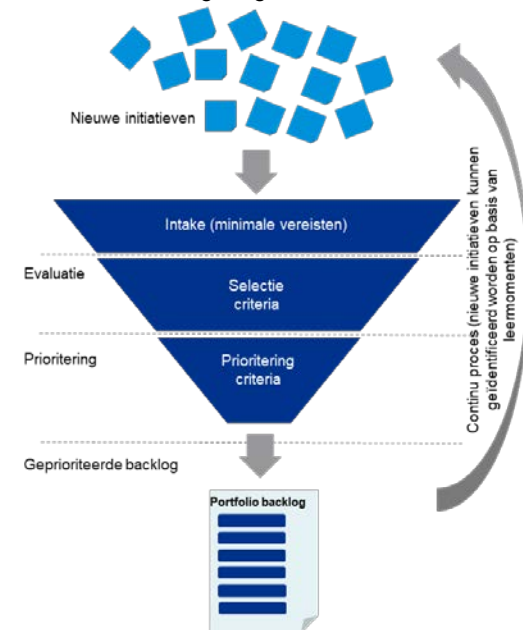 Nieuwe initiatieven
Intake (minimale vereisten)
Evaluatie
Selectie
criteria
Prioritering
Prioritering
criteria
Geprioriteerde backlog
Portfolio backlog
Continu proces (nieuwe initiatieven kunnen
geïdentificeerd worden op basis van
leermomenten)